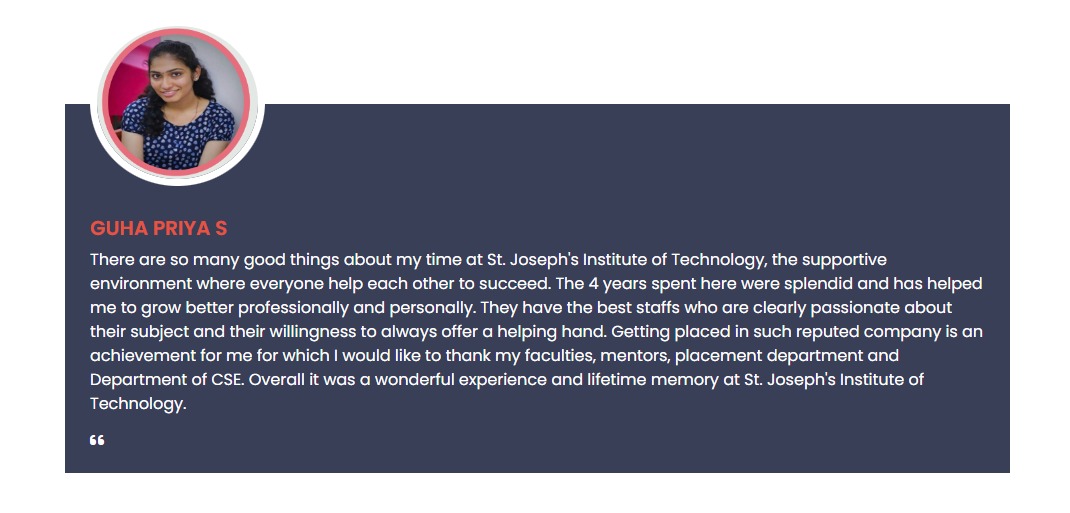 GUHA PRIYA S
There are so many good things about my time at St. Joseph's Institute of Technology, the supportive
environment where everyone help each other to succeed. The 4 years spent here were splendid and has helped
me to grow better professionally and personally. They have the best staffs who are clearly passionate about
their subject and their willingness to always offer a helping hand. Getting placed in such reputed company is an
achievement for me for which I would like to thank my faculties, mentors, placement department and
Department of CSE. Overall it was a wonderful experience and lifetime memory at St. Joseph's Institute of
Technology.
“